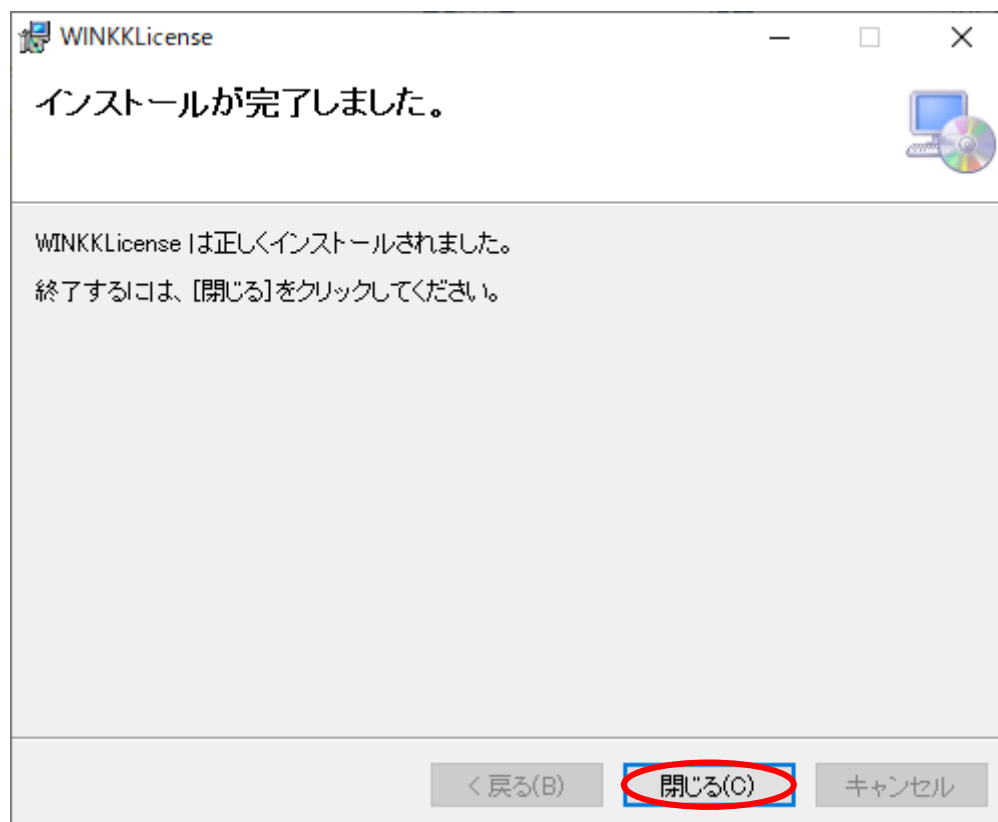 WINKKLicense
インストールが完了しました。
WINKKLicense は正しくインストールされました。
終了するには、[閉じる]をクリックしてください。
< 戻る(B) 閉じる(C) キャンセル